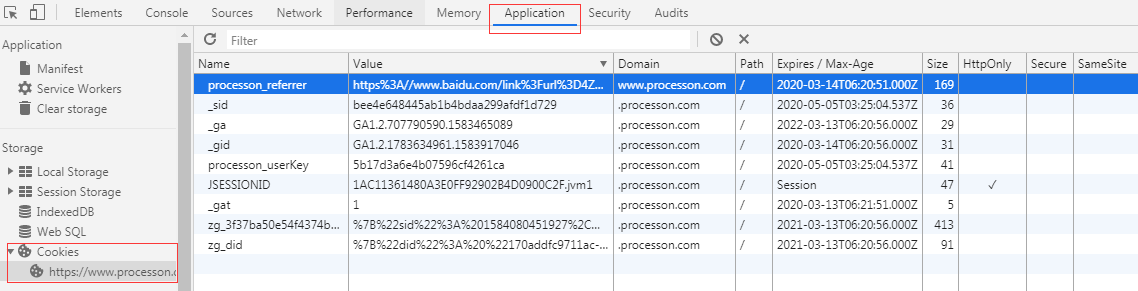 Elements Console Sources Network Performance Memory Application Security Audits
Application
Manifest
Service Workers
Clear storage
Storage
Local Storage
Session Storage
IndexedDB
Web SQL
Cookies
https://www.processon.c
Filter
Name Value Domain Path Expires / Max-Age Size HttpOnly Secure SameSite
processon_referrer https%3A//www.baidu.com/link%3Furl%3D4Z... www.processon.com / 2020-03-14T06:20:51.000Z 169
_sid bee4e648445ab1b4bdaa299afdf1d729 .processon.com / 2020-05-05T03:25:04.537Z 36
_ga GA1.2.707790590.1583465089 .processon.com / 2022-03-13T06:20:56.000Z 29
_gid GA1.2.1783634961.1583917046 .processon.com / 2020-03-14T06:20:56.000Z 31
processon_userKey 5b17d3a6e4b07596cf4261ca .processon.com / 2020-05-05T03:25:04.537Z 41
JSESSIONID 1AC11361480A3E0FF92902B4D0900C2F.jvm1 .processon.com / Session 47 ✓
_gat 1 .processon.com / 2020-03-13T06:21:51.000Z 5
zg_3f37ba50e54f4374b... %7B%22sid%22%3A%201584080451927%2C... .processon.com / 2021-03-13T06:20:56.000Z 413
zg_did %7B%22did%22%3A%20%22170addfc9711ac-... .processon.com / 2021-03-13T06:20:56.000Z 91